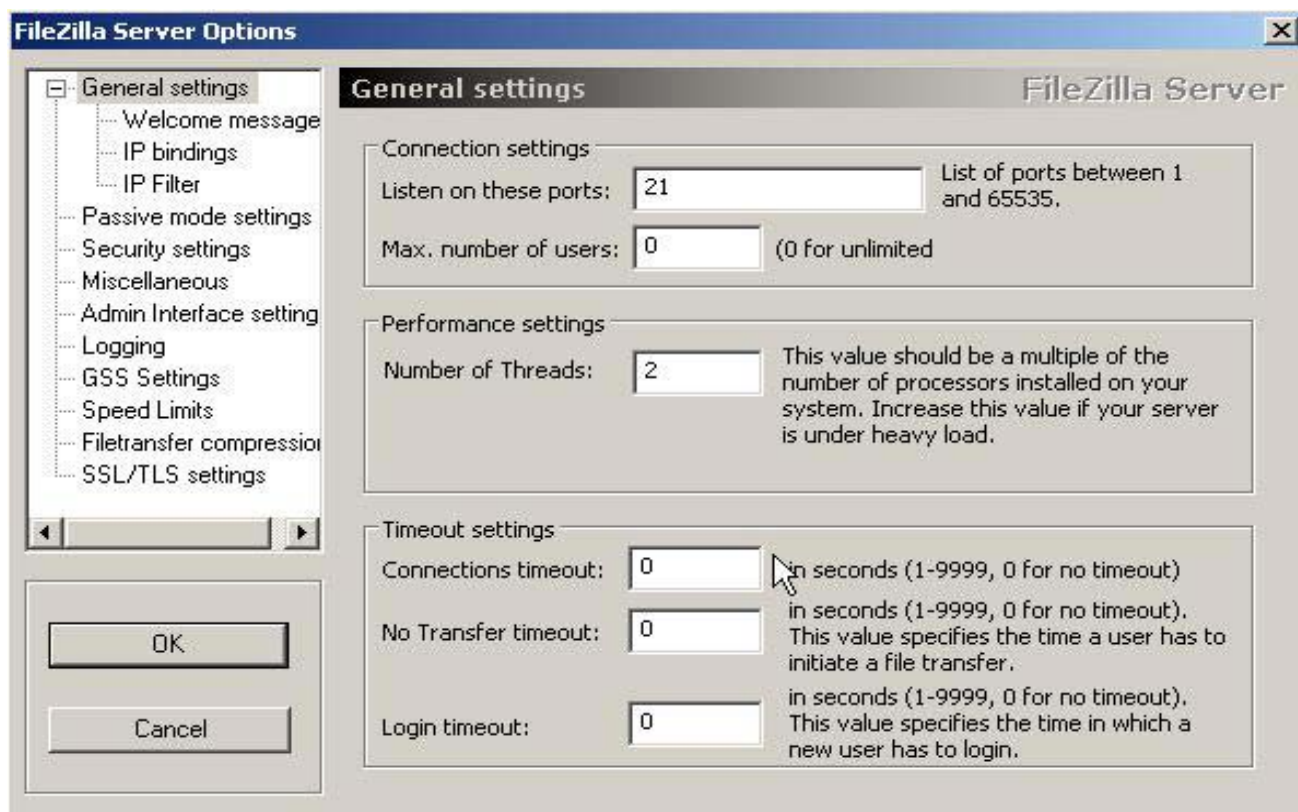 FileZilla Server Options
General settings
Welcome message
IP bindings
IP Filter
Passive mode settings
Security settings
Miscellaneous
Admin Interface setting
Logging
GSS Settings
Speed Limits
Filetransfer compression
SSL/TLS settings
OK
Cancel
General settings
FileZilla Server
Connection settings
Listen on these ports: 21 List of ports between 1
and 65535.
Max. number of users: 0 (0 for unlimited
Performance settings
Number of Threads: 2 This value should be a multiple of the
number of processors installed on your
system. Increase this value if your server
is under heavy load.
Timeout settings
Connections timeout: 0 in seconds (1-9999, 0 for no timeout)
No Transfer timeout: 0 in seconds (1-9999, 0 for no timeout).
This value specifies the time a user has to
initiate a file transfer.
Login timeout: 0 in seconds (1-9999, 0 for no timeout).
This value specifies the time in which a
new user has to login.